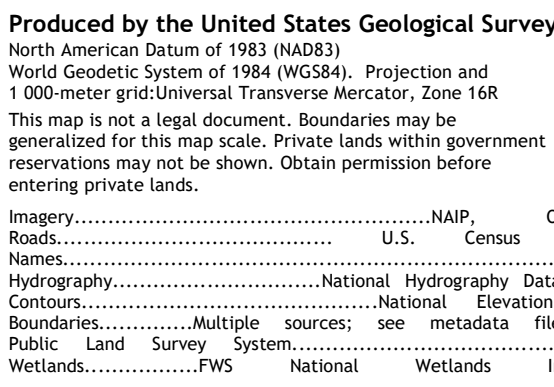 Produced by the United States Geological Survey
North American Datum of 1983 (NAD83)
World Geodetic System of 1984 (WGS84).  Projection and
1 000-meter grid:Universal Transverse Mercator, Zone 16R
This map is not a legal document. Boundaries may be
generalized for this map scale. Private lands within government
reservations may not be shown. Obtain permission before
entering private lands.
Imagery....................................................NAIP,
Roads........................................ U.S. Census
Names....................................................................
Hydrography..............................National Hydrography
Contours...........................................National Elevation
Boundaries..............Multiple sources; see metadata
Public Land Survey System......................................
Wetlands.................FWS National Wetlands